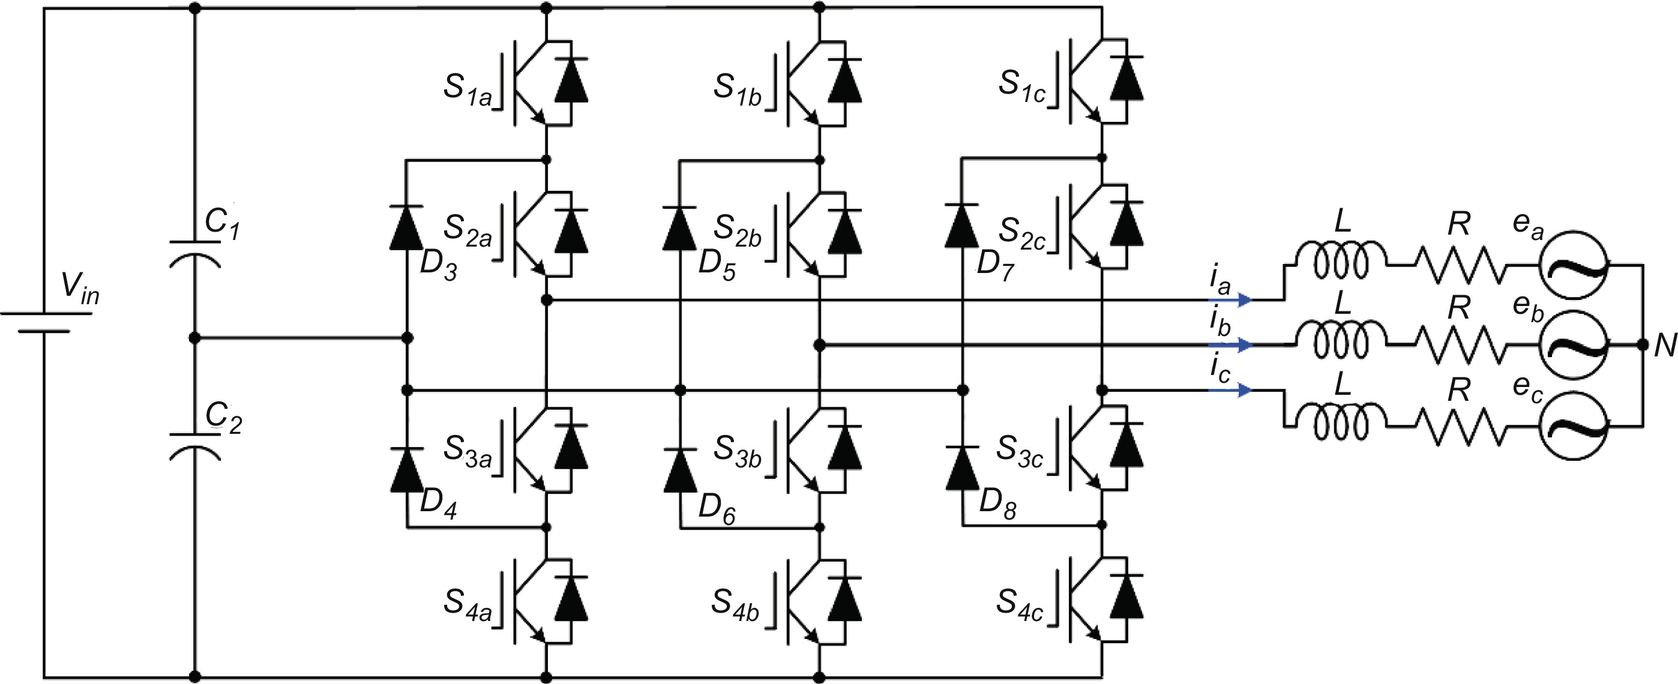 S1a S1b S1c
C1 S2a S2b S2c L R ea
D3 D5 D7
Vin ia L R eb
ib N
ic L R ec
C2 S3a S3b S3c
D4 D6 D8
S4a S4b S4c